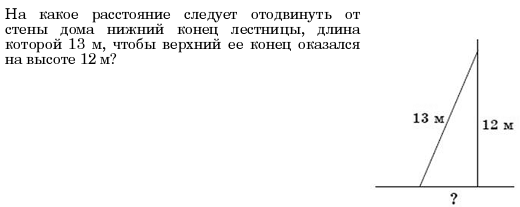 На какое расстояние следует отодвинуть от
стены дома нижний конец лестницы, длина
которой 13 м, чтобы верхний ее конец оказался
на высоте 12 м?
13 м
12 м
?